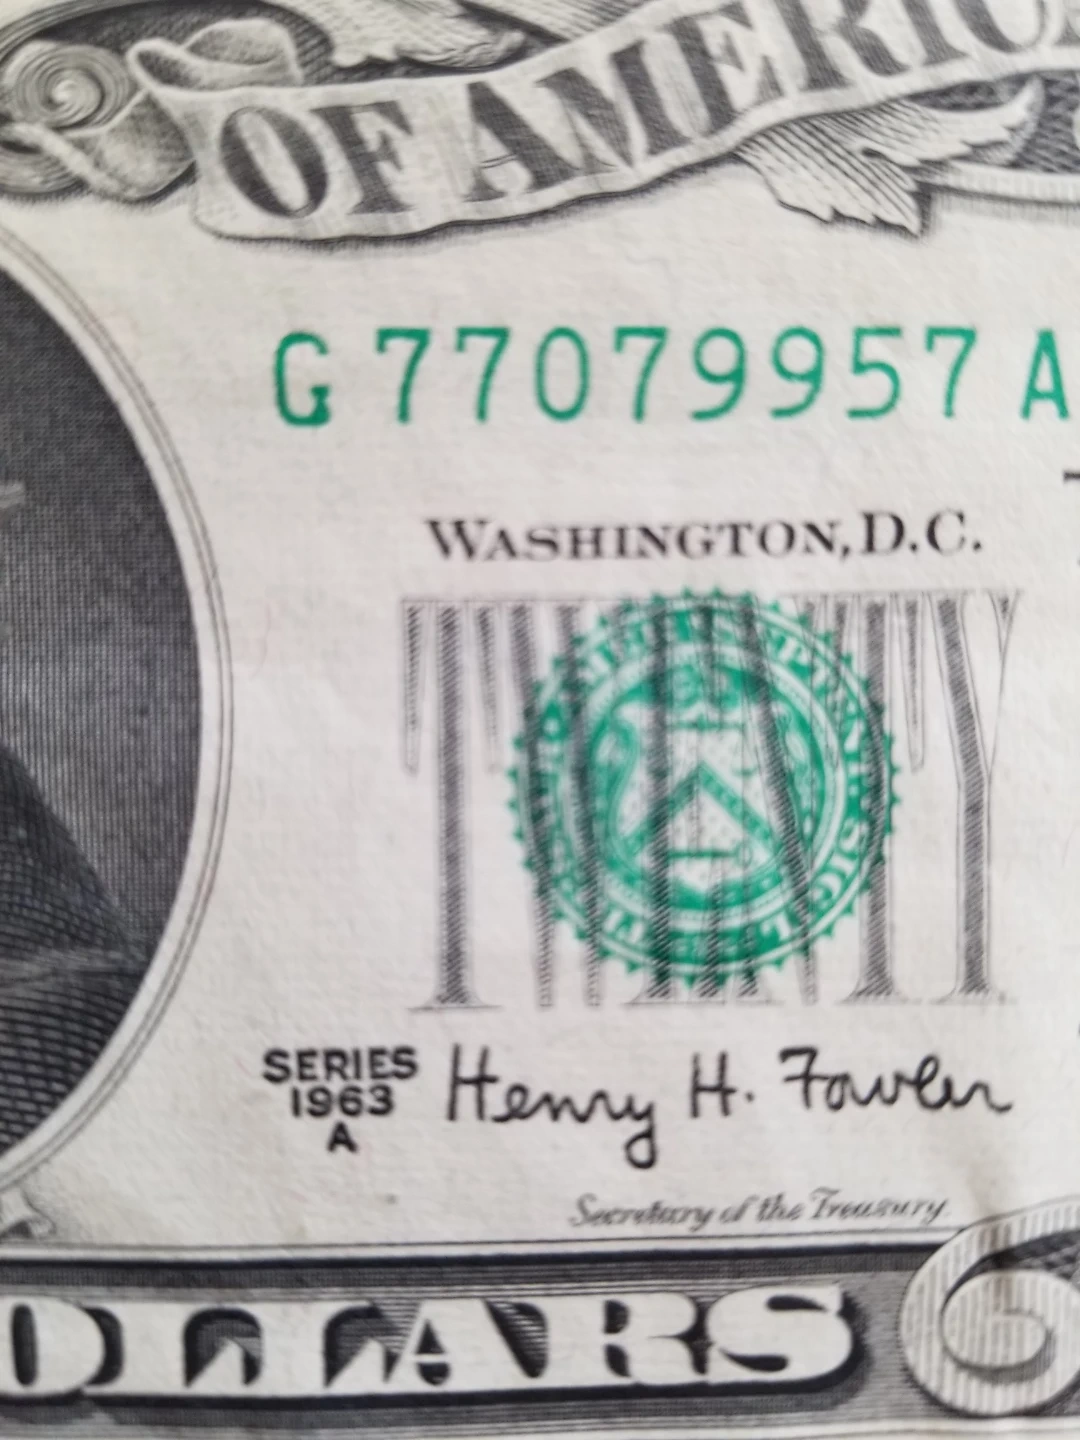 OF AMERIC
G 77079957 A
WASHINGTON, D.C.
TWENTY
SERIES
1963
A
Henry H. Fowler
Secretary of the Treasury.
DOLLARS